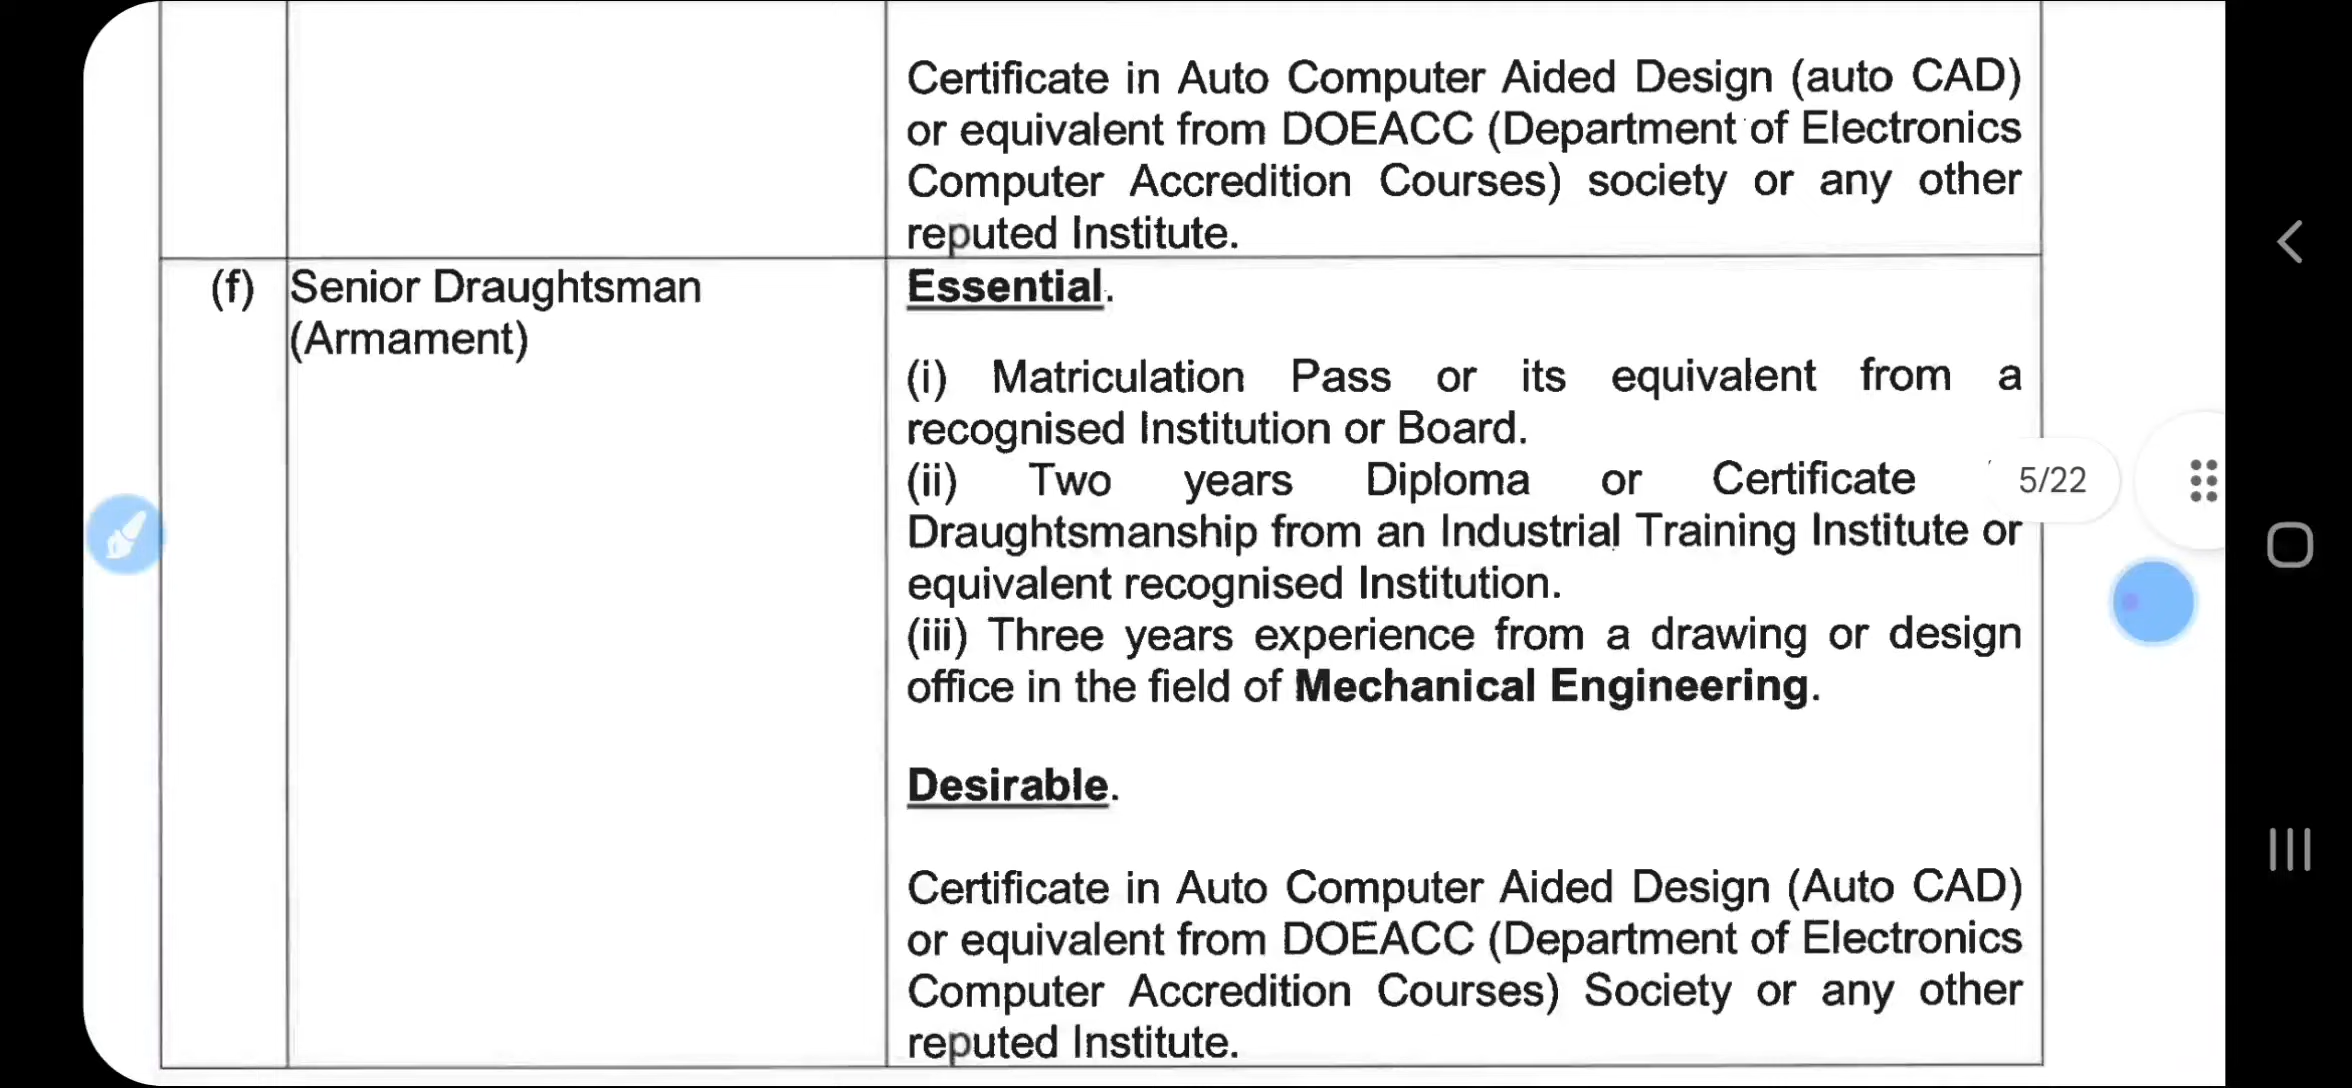 Certificate in Auto Computer Aided Design (auto CAD)
or equivalent from DOEACC (Department of Electronics
Computer Accredition Courses) society or any other
reputed Institute.
(f) Senior Draughtsman
(Armament)
Essential.
(i) Matriculation Pass or its equivalent from a
recognised Institution or Board.
(ii) Two years Diploma or Certificate
5/22
Draughtsmanship from an Industrial Training Institute or
equivalent recognised Institution.
(iii) Three years experience from a drawing or design
office in the field of Mechanical Engineering.
Desirable.
Certificate in Auto Computer Aided Design (Auto CAD)
or equivalent from DOEACC (Department of Electronics
Computer Accredition Courses) Society or any other
reputed Institute.